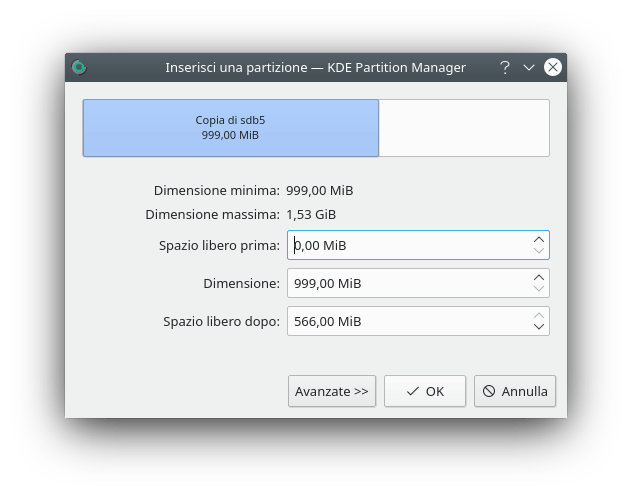 Inserisci una partizione — KDE Partition Manager
Copia di sdb5
999,00 MiB
Dimensione minima: 999,00 MiB
Dimensione massima: 1,53 GiB
Spazio libero prima: 0,00 MiB
Dimensione: 999,00 MiB
Spazio libero dopo: 566,00 MiB
Avanzate >> OK Annulla